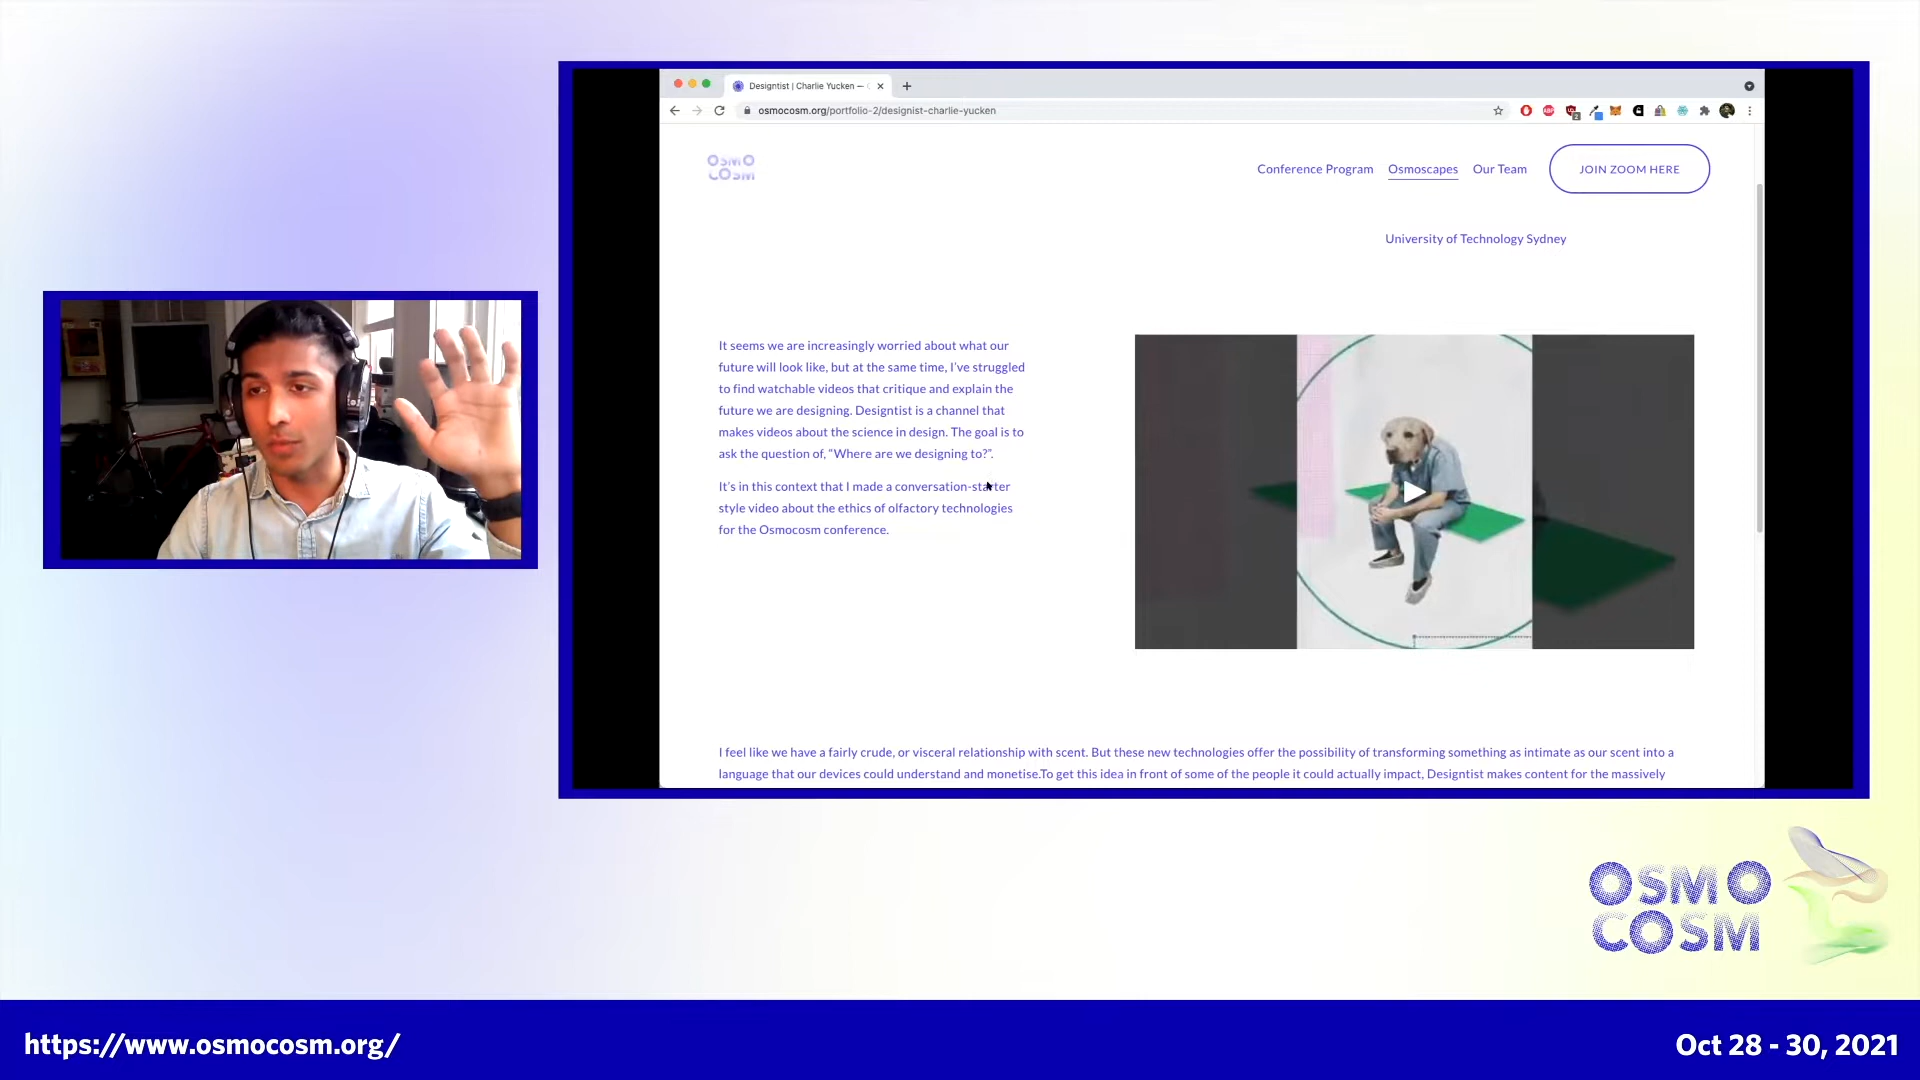 Designtist | Charlie Yucken —
osmocosm.org/portfolio-2/designist-charlie-yucken
OSMO
COSM
Conference Program
Osmoscapes
Our Team
JOIN ZOOM HERE
University of Technology Sydney
It seems we are increasingly worried about what our
future will look like, but at the same time, I've struggled
to find watchable videos that critique and explain the
future we are designing. Designtist is a channel that
makes videos about the science in design. The goal is to
ask the question of, "Where are we designing to?".
It's in this context that I made a conversation-starter
style video about the ethics of olfactory technologies
for the Osmocosm conference.
I feel like we have a fairly crude, or visceral relationship with scent. But these new technologies offer the possibility of transforming something as intimate as our scent into a
language that our devices could understand and monetise.To get this idea in front of some of the people it could actually impact, Designtist makes content for the massively
OSMO
COSM
https://www.osmocosm.org/
Oct 28 - 30, 2021